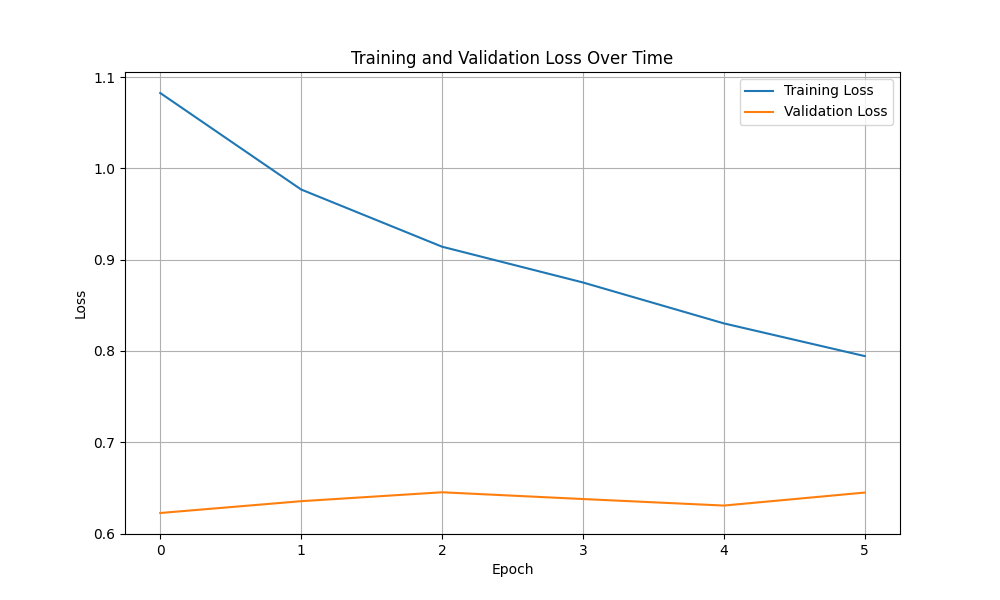 Training and Validation Loss Over Time
Training Loss
Validation Loss
Loss
1.1
1.0
0.9
0.8
0.7
0.6
0 1 2 3 4 5
Epoch